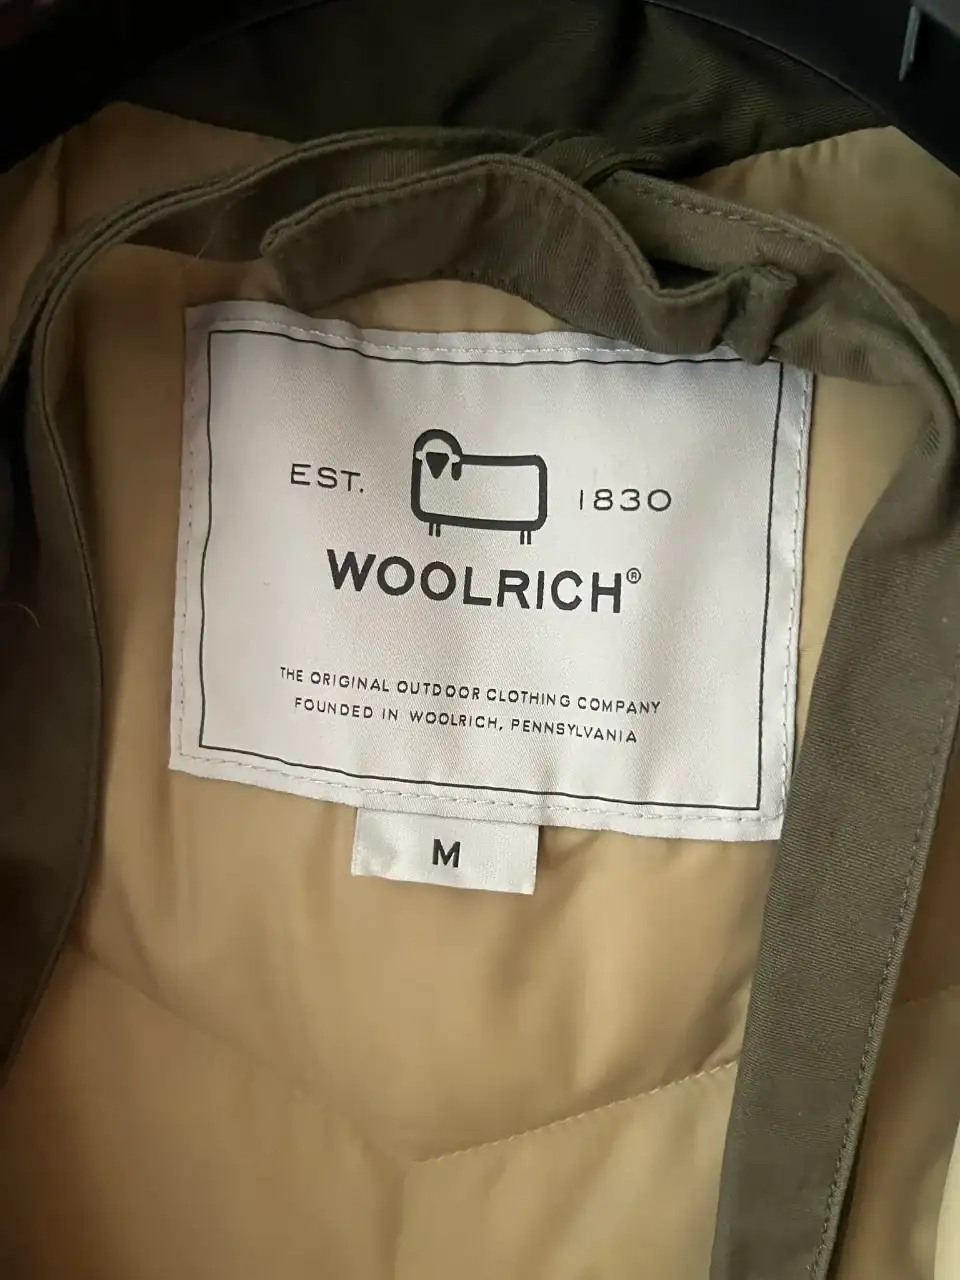 EST. 1830
WOOLRICH®
THE ORIGINAL OUTDOOR CLOTHING COMPANY
FOUNDED IN WOOLRICH, PENNSYLVANIA
M